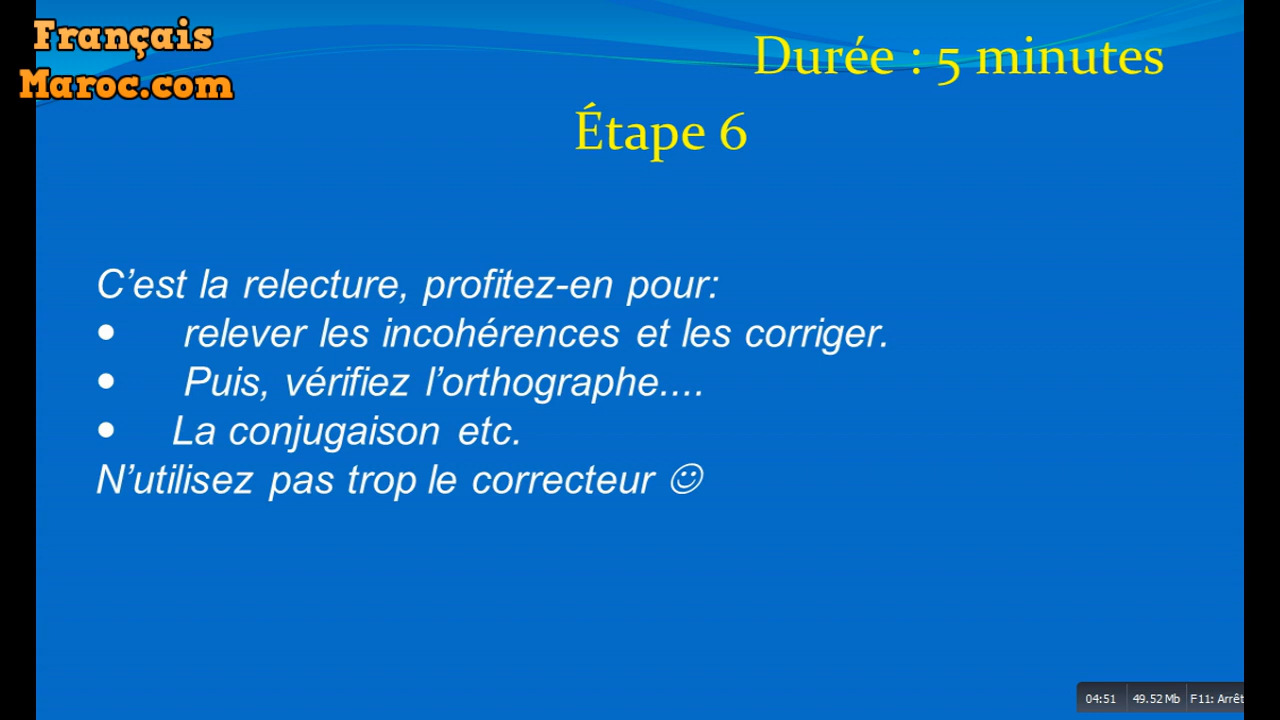 Français
Maroc.com
Durée : 5 minutes
Étape 6
C’est la relecture, profitez-en pour:
• relever les incohérences et les corriger.
• Puis, vérifiez l’orthographe....
• La conjugaison etc.
N’utilisez pas trop le correcteur ☺
04:51 49.52 Mb F11: Arrêt